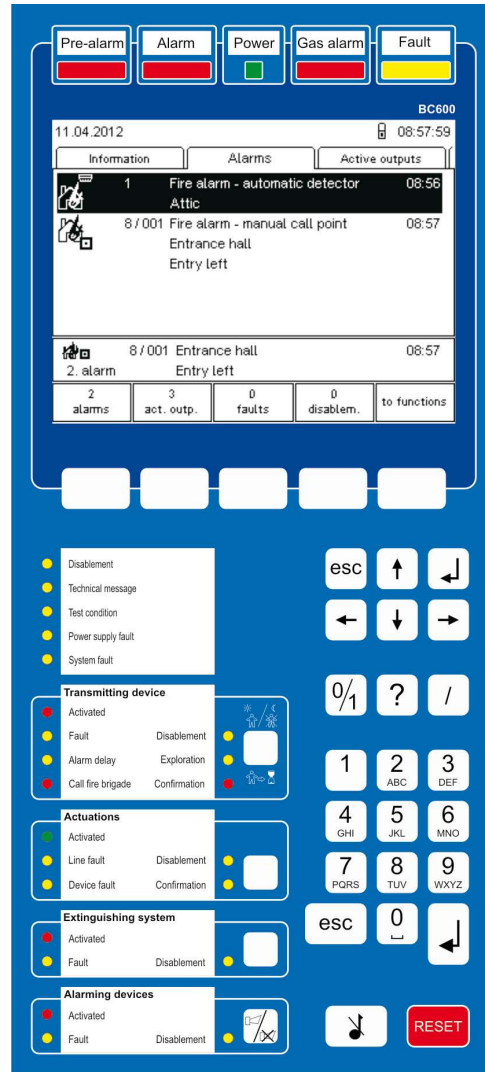 Pre-alarm Alarm Power Gas alarm Fault
BC600
11.04.2012 08:57:59
Information Alarms Active outputs
1 Fire alarm - automatic detector 08:56
Attic
8/001 Fire alarm - manual call point 08:57
Entrance hall
Entry left
8/001 Entrance hall 08:57
2. alarm Entry left
2 3 0 0 to functions
alarms act. outp. faults disablem.
Disablement
Technical message
Test condition
Power supply fault
System fault
Transmitting device
Activated
Fault Disablement
Alarm delay Exploration
Call fire brigade Confirmation
Actuations
Activated
Line fault Disablement
Device fault Confirmation
Extinguishing system
Activated
Fault Disablement
Alarming devices
Activated
Fault Disablement
esc
0/1 ? /
1 2 3
ABC DEF
4 5 6
GHI JKL MNO
7 8 9
PQRS TUV WXYZ
esc 0
RESET